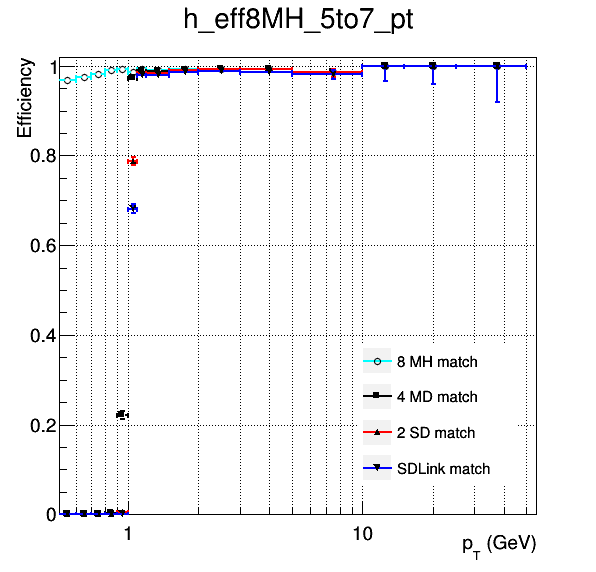 h_eff8MH_5to7_pt
Efficiency
1
0.8
0.6
0.4
0.2
0
8 MH match
4 MD match
2 SD match
SDLink match
1
10
pT (GeV)